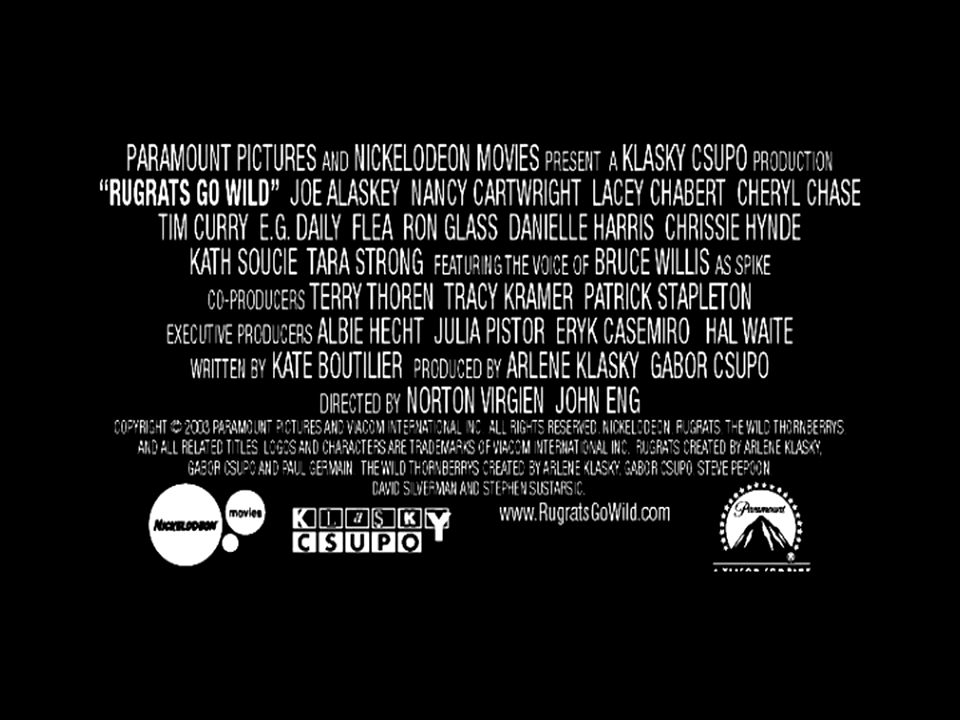 PARAMOUNT PICTURES AND NICKELODEON MOVIES PRESENT A KLASKY CSUPO PRODUCTION
“RUGRATS GO WILD” JOE ALASKEY NANCY CARTWRIGHT LACEY CHABERT CHERYL CHASE
TIM CURRY E.G. DAILY FLEA RON GLASS DANIELLE HARRIS CHRISSIE HYNDE
KATH SOUCIE TARA STRONG FEATURING THE VOICE OF BRUCE WILLIS AS SPIKE
CO-PRODUCERS TERRY THOREN TRACY KRAMER PATRICK STAPLETON
EXECUTIVE PRODUCERS ALBIE HECHT JULIA PISTOR ERYK CASEMIRO HAL WAITE
WRITTEN BY KATE BOUTILIER PRODUCED BY ARLENE KLASKY GABOR CSUPO
DIRECTED BY NORTON VIRGIEN JOHN ENG
COPYRIGHT © 2003 PARAMOUNT PICTURES AND VIACOM INTERNATIONAL INC. ALL RIGHTS RESERVED. NICKELODEON, RUGRATS, THE WILD THORNBERRYS
AND ALL RELATED TITLES, LOGOS AND CHARACTERS ARE TRADEMARKS OF VIACOM INTERNATIONAL INC. RUGRATS CREATED BY ARLENE KLASKY,
GABOR CSUPO AND PAUL GERMAIN. THE WILD THORNBERRYS CREATED BY ARLENE KLASKY, GABOR CSUPO, STEVE PEPOON,
DAVID SILVERMAN AND STEPHEN SUSTARSIC.
NICKELODEON movies
KLaSKY
CSUPO
www.RugratsGoWild.com
Paramount